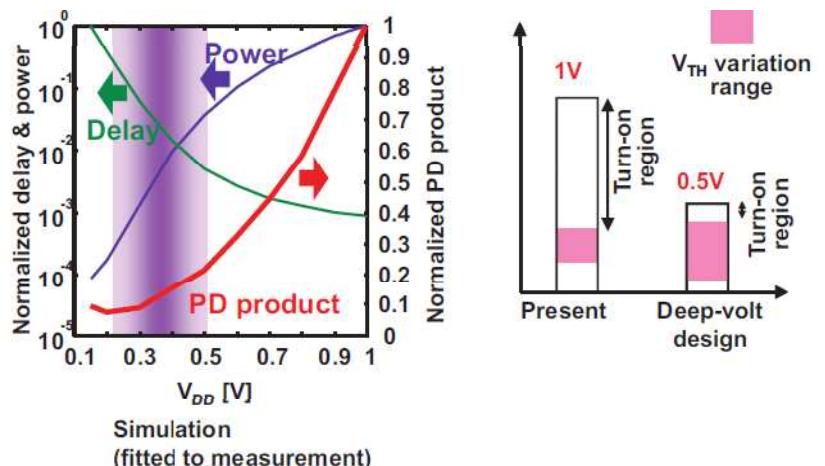 Normalized delay & power
10^0
10^-1
10^-2
10^-3
10^-4
10^-5
Power
Delay
PD product
1
0.9
0.8
0.7
0.6
0.5
0.4
0.3
0.2
0.1
0
Normalized PD product
0.1 0.3 0.5 0.7 0.9 1
V_DD [V]
Simulation
(fitted to measurement)
V_TH variation
range
1V
Turn-on
region
0.5V
Turn-on
region
Present
Deep-volt
design